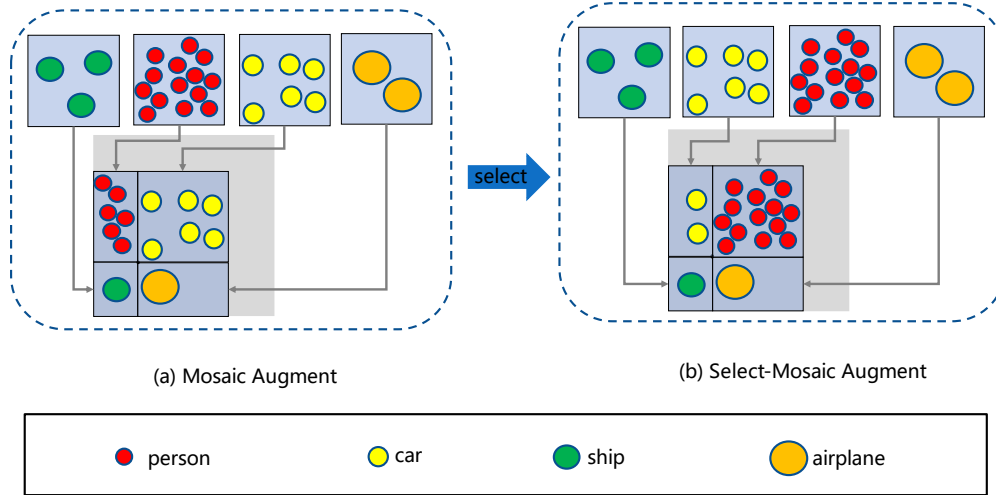 select
(a) Mosaic Augment
(b) Select-Mosaic Augment
person
car
ship
airplane